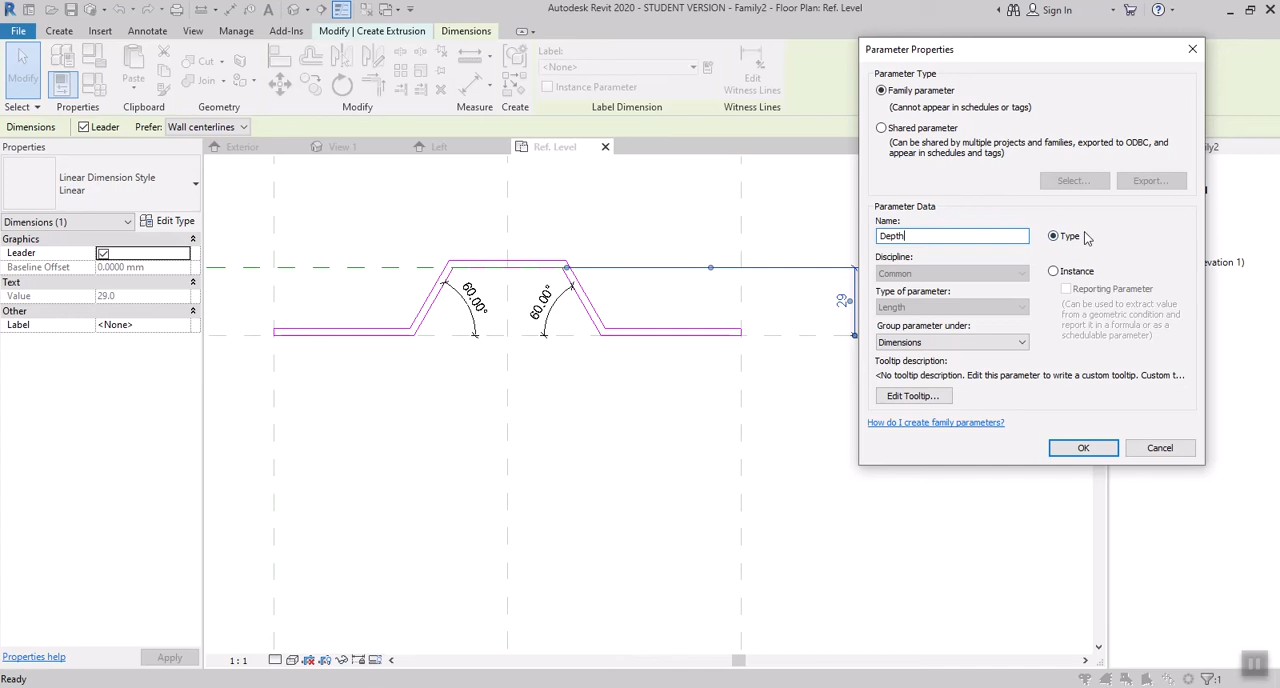 Autodesk Revit 2020 - STUDENT VERSION - Family2 - Floor Plan: Ref. Level
Sign In
File Create Insert Annotate View Manage Add-Ins Modify | Create Extrusion Dimensions
Modify
Paste
Cut
Join
Label:
<None>
Instance Parameter
Edit
Witness Lines
Select Properties Clipboard Geometry Modify Measure Create Label Dimension Witness Lines
Dimensions Leader Prefer: Wall centerlines
Properties
Exterior View 1 Left Ref. Level
Linear Dimension Style
Linear
Dimensions (1) Edit Type
Graphics
Leader
Baseline Offset 0.0000 mm
Text
Value 29.0
Other
Label <None>
Properties help Apply
60.00°
60.00°
29
1 : 1
Ready
:1
Parameter Properties
Parameter Type
Family parameter
(Cannot appear in schedules or tags)
Shared parameter
(Can be shared by multiple projects and families, exported to ODBC, and
appear in schedules and tags)
Select... Export...
Parameter Data
Name:
Depth
Type
Discipline:
Common
Instance
Reporting Parameter
Type of parameter:
Length
(Can be used to extract value
from a geometric condition and
report it in a formula or as a
schedulable parameter)
Group parameter under:
Dimensions
Tooltip description:
<No tooltip description. Edit this parameter to write a custom tooltip. Custom t...
Edit Tooltip...
How do I create family parameters?
OK Cancel
ily2
evation 1)